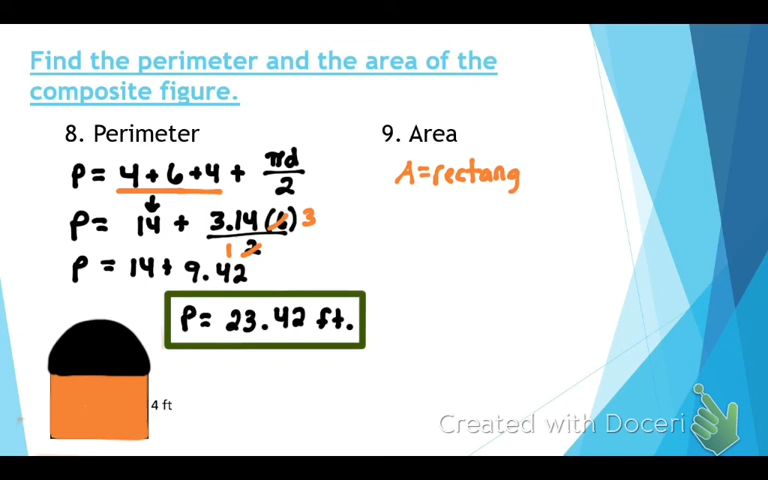 Find the perimeter and the area of the
composite figure.
8. Perimeter
P = 4 + 6 + 4 + πd/2
P = 14 + 3.14(6)/2 3 1
P = 14 + 9.42
P = 23.42 ft.
4 ft
9. Area
A = rectang
Created with Doceri